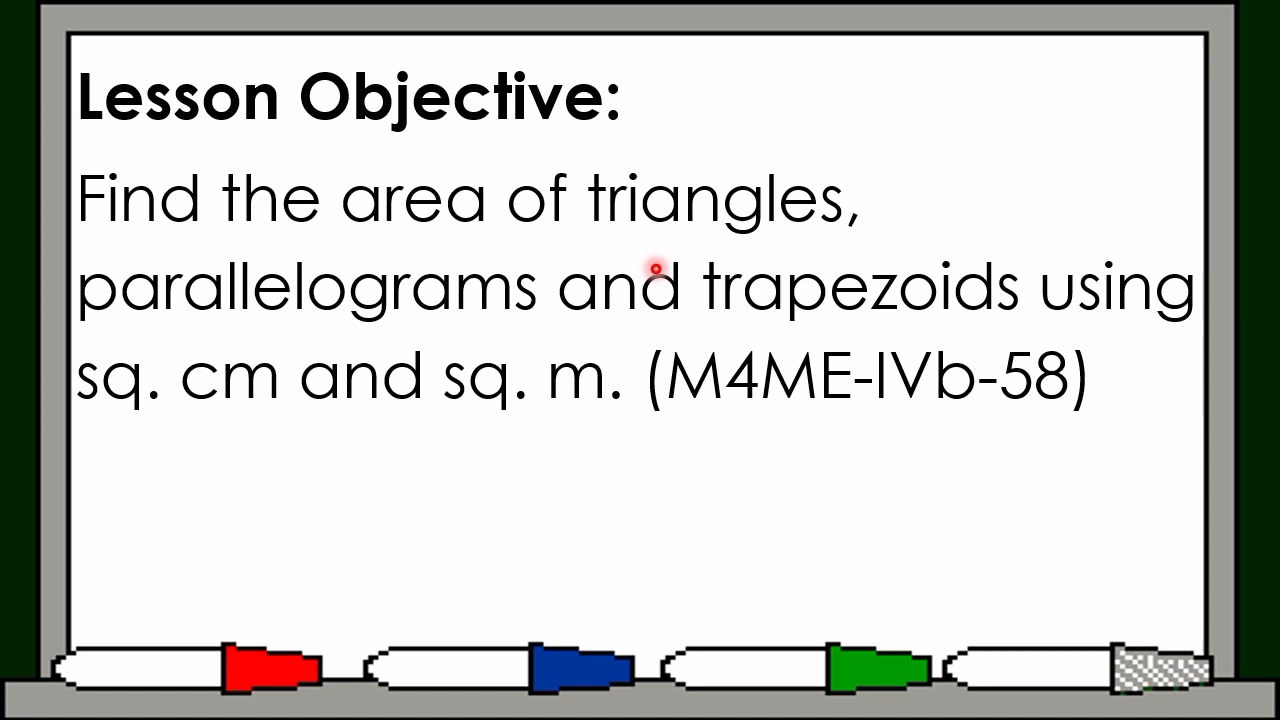 Lesson Objective:
Find the area of triangles,
parallelograms and trapezoids using
sq. cm and sq. m. (M4ME-IVb-58)